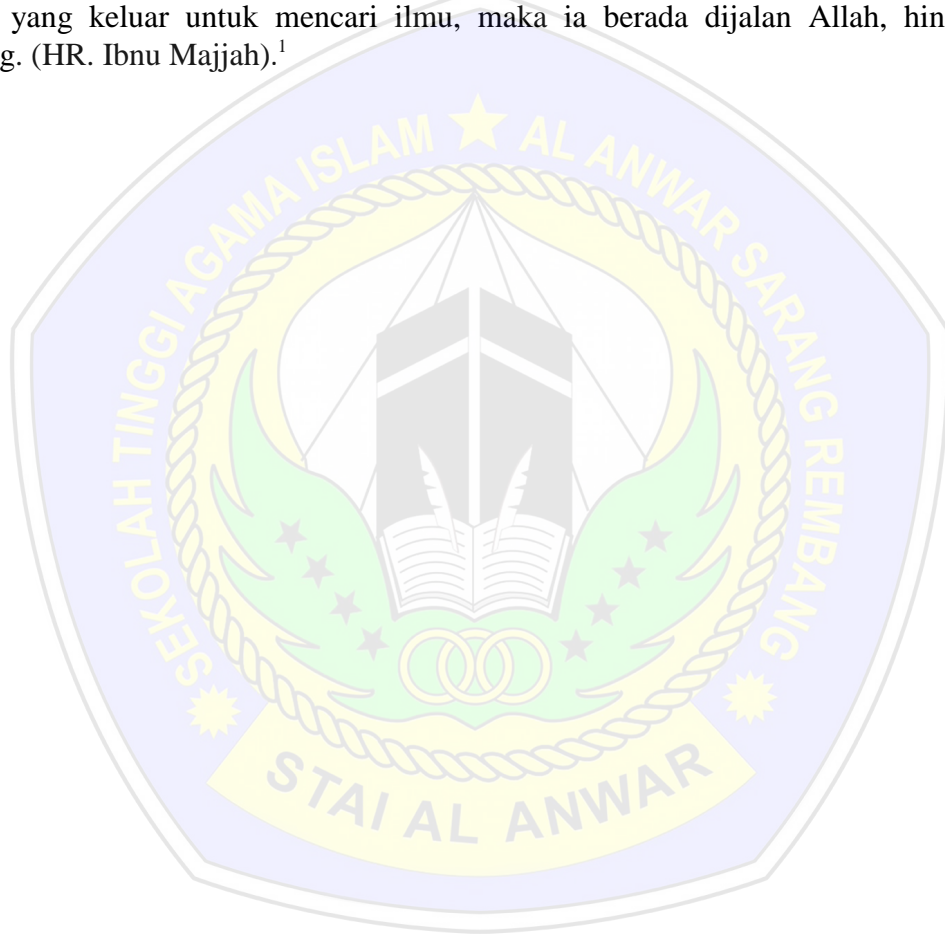 yang keluar untuk mencari ilmu, maka ia berada dijalan Allah, hin
g. (HR. Ibnu Majjah).¹
SEKOLAH TINGGI AGAMA ISLAM ★ AL ANWAR SARANG REMBANG
STAI AL ANWAR